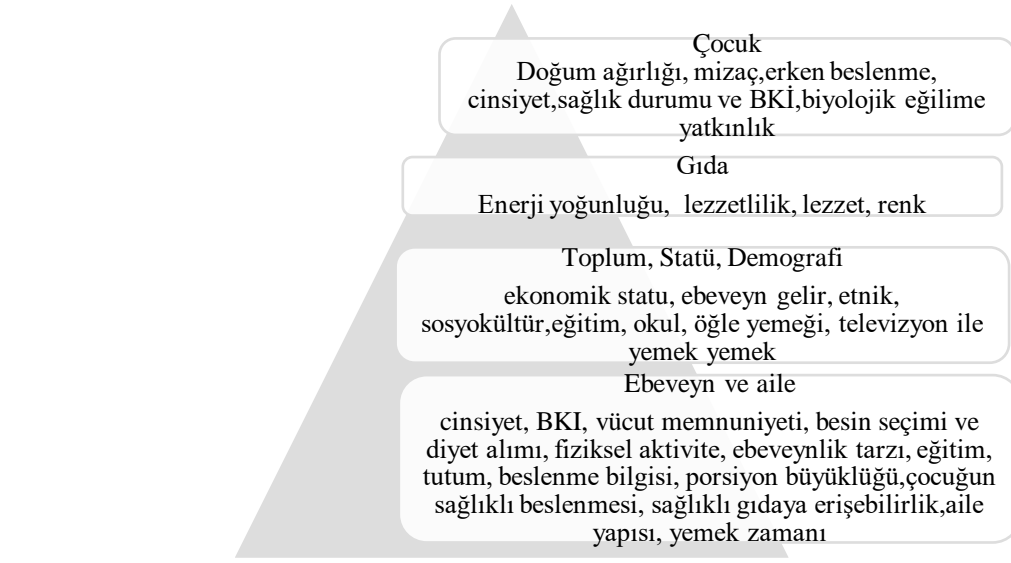 Çocuk
Doğum ağırlığı, mizaç,erken beslenme,
cinsiyet,sağlık durumu ve BKİ,biyolojik eğilime
yatkınlık
Gıda
Enerji yoğunluğu, lezzetlilik, lezzet, renk
Toplum, Statü, Demografi
ekonomik statu, ebeveyn gelir, etnik,
sosyokültür,eğitim, okul, öğle yemeği, televizyon ile
yemek yemek
Ebeveyn ve aile
cinsiyet, BKI, vücut memnuniyeti, besin seçimi ve
diyet alımı, fiziksel aktivite, ebeveynlik tarzı, eğitim,
tutum, beslenme bilgisi, porsiyon büyüklüğü,çocuğun
sağlıklı beslenmesi, sağlıklı gıdaya erişebilirlik,aile
yapısı, yemek zamanı